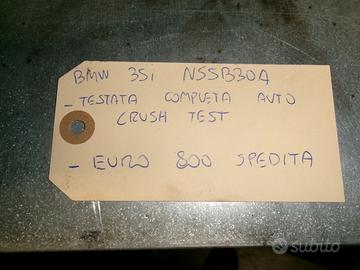 BMW 35i N55B30A
- TESTATA COMPLETA AUTO
CRUSH TEST
- EURO 800 SPEDITA
subito